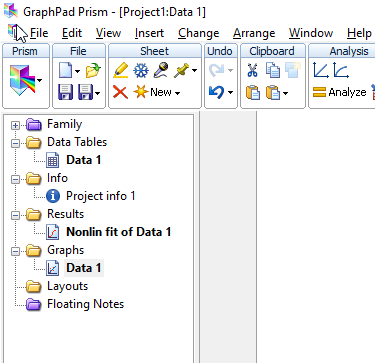 GraphPad Prism - [Project1:Data 1]
File Edit View Insert Change Arrange Window Help
Prism File Sheet Undo Clipboard Analysis
New
Analyze
Family
Data Tables
Data 1
Info
Project info 1
Results
Nonlin fit of Data 1
Graphs
Data 1
Layouts
Floating Notes